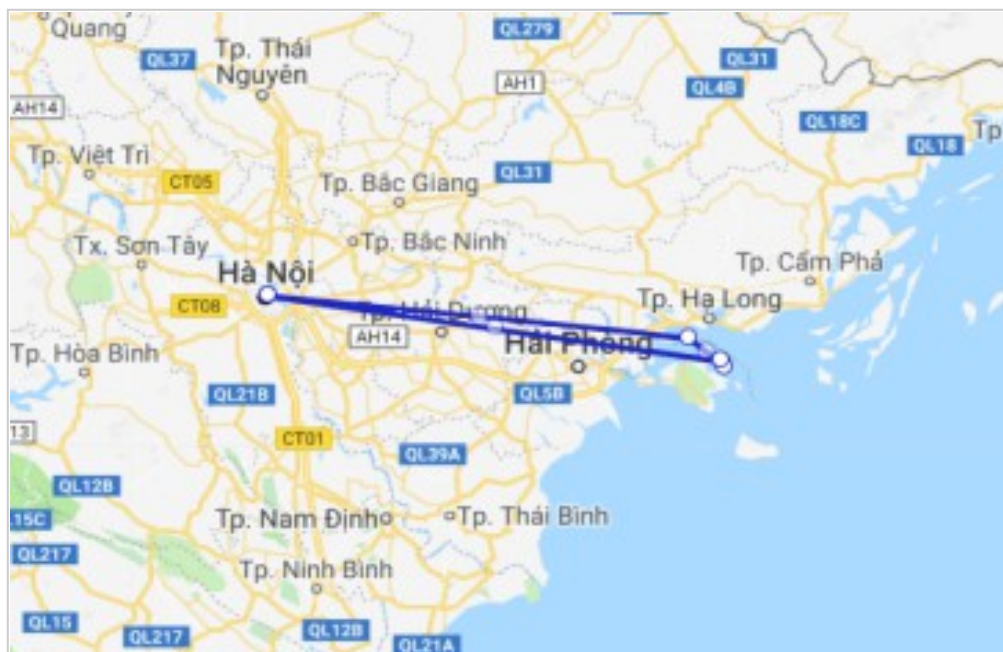 Quang
QL279
QL37
Tp. Thái
Nguyên
QL31
AH1
QL4B
AH14
QL18C
Tp.
QL18
Tp. Việt Trì
CT05
QL31
Tp. Bắc Giang
Tp. Bắc Ninh
Tx. Sơn Tây
Hà Nội
Tp. Cẩm Phả
CT08
Tp. Hạ Long
Tp. Hải Dương
AH14
Hải Phòng
Tp. Hòa Bình
QL21B
QL5B
13
CT01
QL39A
QL12B
15C
Tp. Nam Định
Tp. Thái Bình
QL217
Tp. Ninh Bình
QL15
QL217
QL12B
QL21A